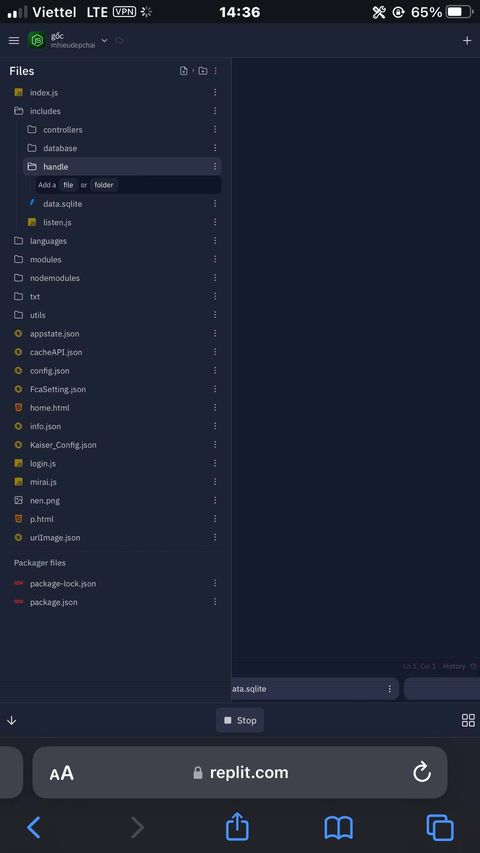 Viettel LTE VPN 14:36 65%
gốc
mhieudepchai
Files
index.js
includes
controllers
database
handle
Add a file or folder
data.sqlite
listen.js
languages
modules
nodemodules
txt
utils
appstate.json
cacheAPI.json
config.json
FcaSetting.json
home.html
info.json
Kaiser_Config.json
login.js
mirai.js
nen.png
p.html
urlImage.json
Packager files
package-lock.json
package.json
Ln 1, Col 1 History
ata.sqlite
Stop
AA replit.com